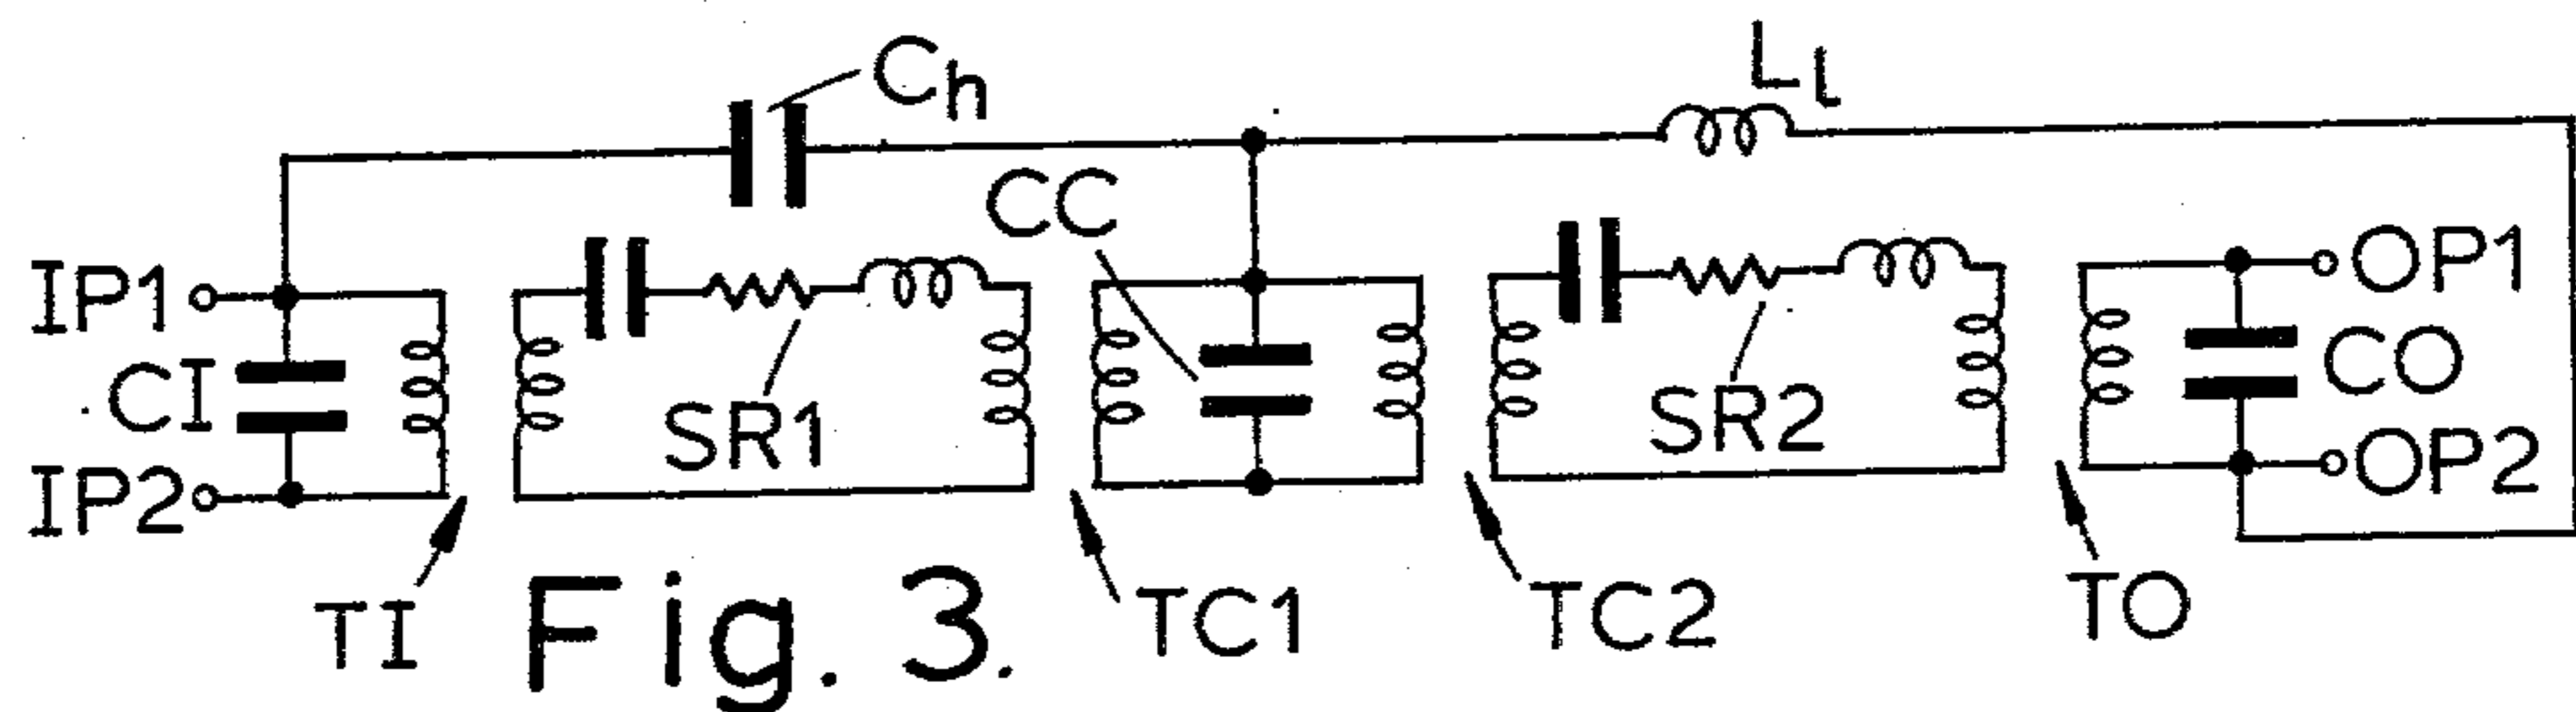 Ch
Ll
CC
IP1
OP1
CI
SR1
SR2
CO
IP2
OP2
TI
Fig. 3.
TC1
TC2
TO